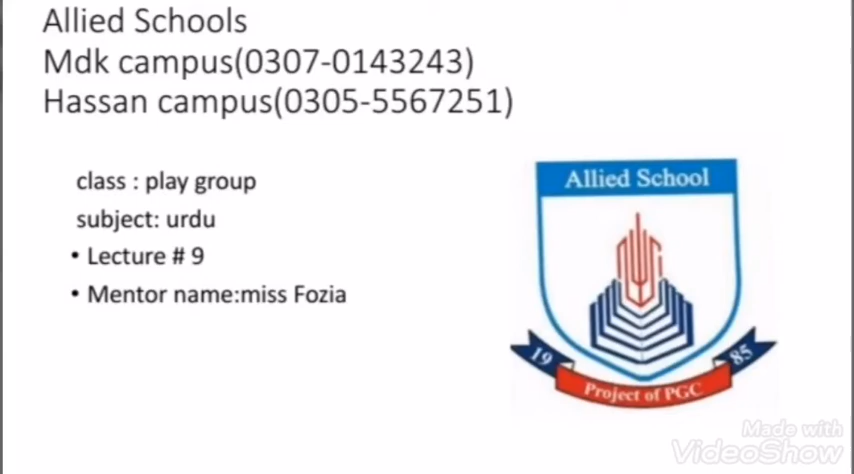 Allied Schools
Mdk campus(0307-0143243)
Hassan campus(0305-5567251)
class : play group
subject: urdu
• Lecture # 9
• Mentor name:miss Fozia
Allied School
19 85
Project of PGC
Made with
VideoShow